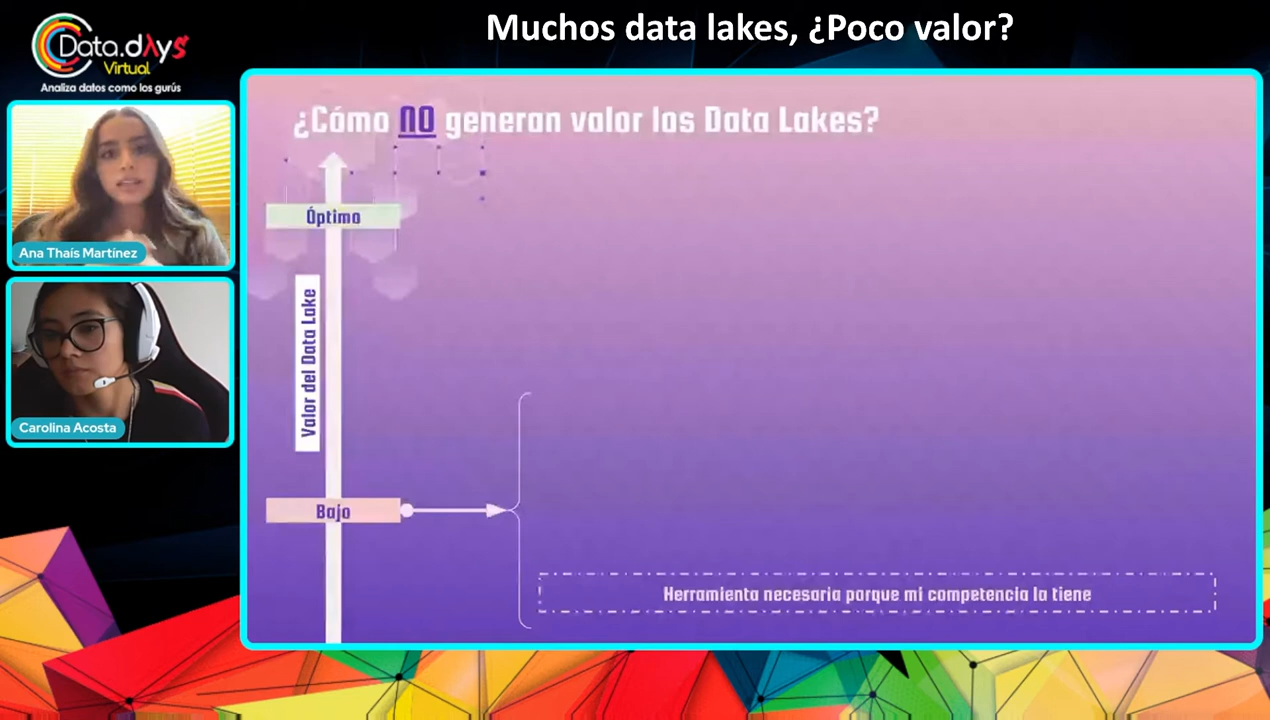 Muchos data lakes, ¿Poco valor?
Data.dAys
Virtual
Analiza datos como los gurús
Ana Thaís Martínez
Carolina Acosta
¿Cómo NO generan valor los Data Lakes?
Óptimo
Valor del Data Lake
Bajo
Herramienta necesaria porque mi competencia la tiene